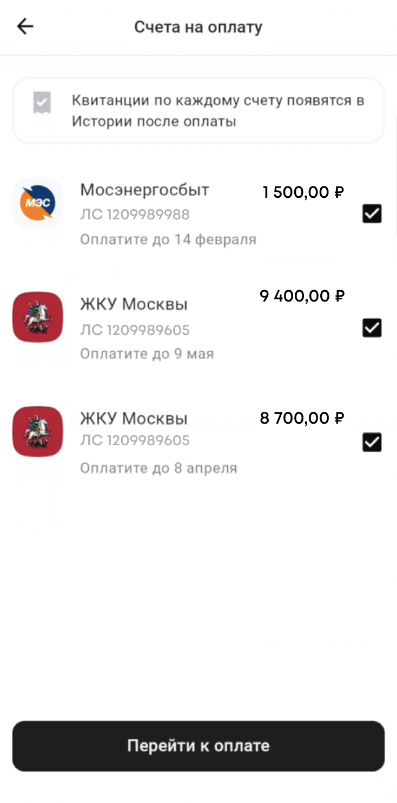 Счета на оплату
Квитанции по каждому счету появятся в
Истории после оплаты
МЭС
Мосэнергосбыт 1 500,00 ₽
ЛС 1209989988
Оплатите до 14 февраля
ЖКУ Москвы 9 400,00 ₽
ЛС 1209989605
Оплатите до 9 мая
ЖКУ Москвы 8 700,00 ₽
ЛС 1209989605
Оплатите до 8 апреля
Перейти к оплате